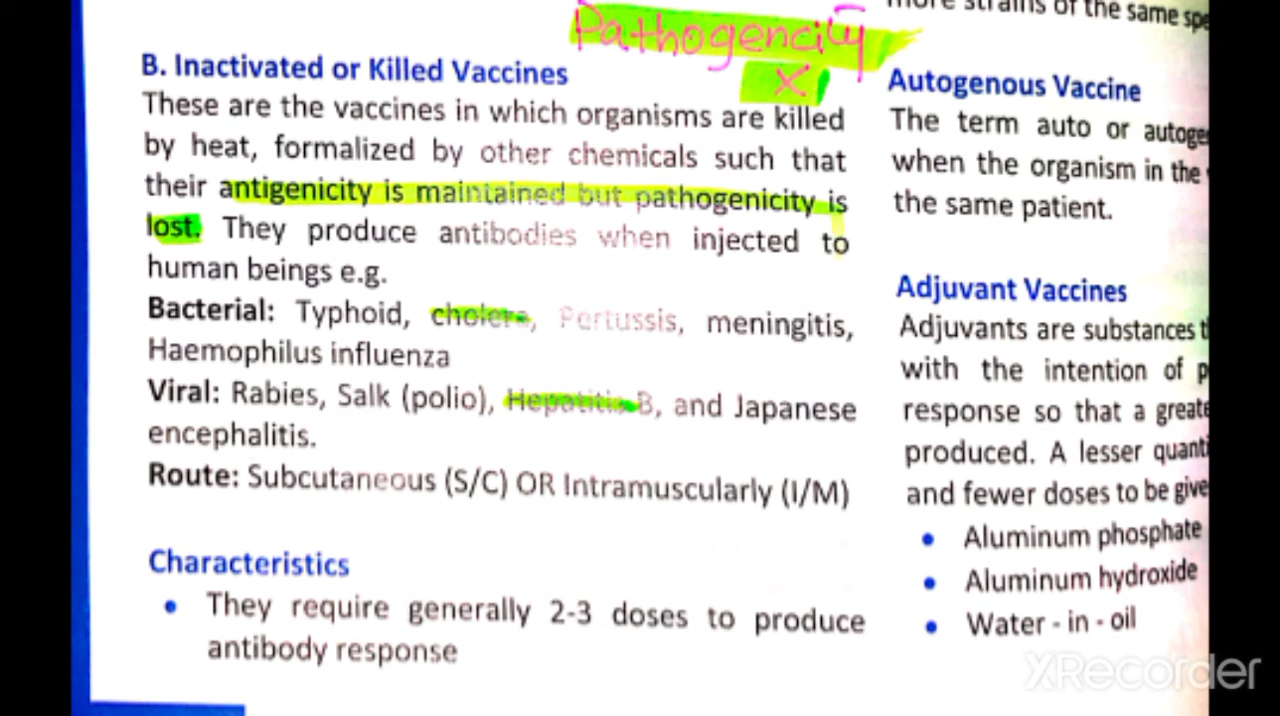 Pathogencity
X
B. Inactivated or Killed Vaccines
These are the vaccines in which organisms are killed
by heat, formalized by other chemicals such that
their antigenicity is maintained but pathogenicity is
lost. They produce antibodies when injected to
human beings e.g.
Bacterial: Typhoid, cholera, Pertussis, meningitis,
Haemophilus influenza
Viral: Rabies, Salk (polio), Hepatitis B, and Japanese
encephalitis.
Route: Subcutaneous (S/C) OR Intramuscularly (I/M)
Characteristics
• They require generally 2-3 doses to produce
antibody response
more strains of the same spe
Autogenous Vaccine
The term auto or autoge
when the organism in the
the same patient.
Adjuvant Vaccines
Adjuvants are substances t
with the intention of p
response so that a greate
produced. A lesser quanti
and fewer doses to be give
• Aluminum phosphate
• Aluminum hydroxide
• Water - in - oil
XRecorder